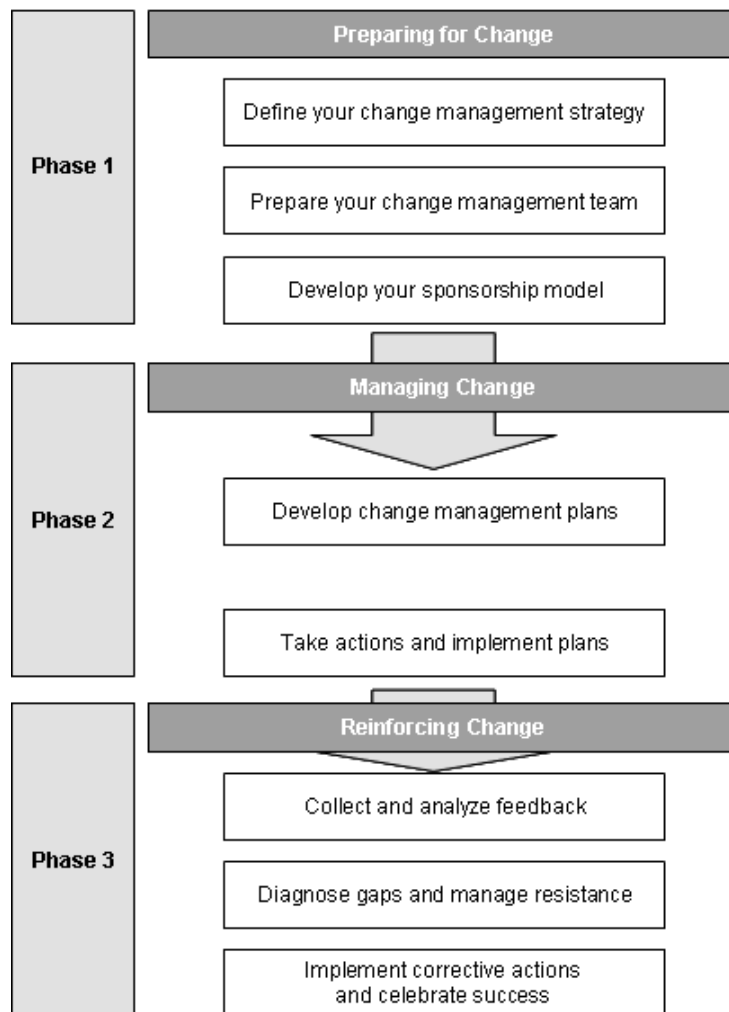 Preparing for Change
Define your change management strategy
Phase 1
Prepare your change management team
Develop your sponsorship model
Managing Change
Develop change management plans
Phase 2
Take actions and implement plans
Reinforcing Change
Collect and analyze feedback
Phase 3
Diagnose gaps and manage resistance
Implement corrective actions
and celebrate success